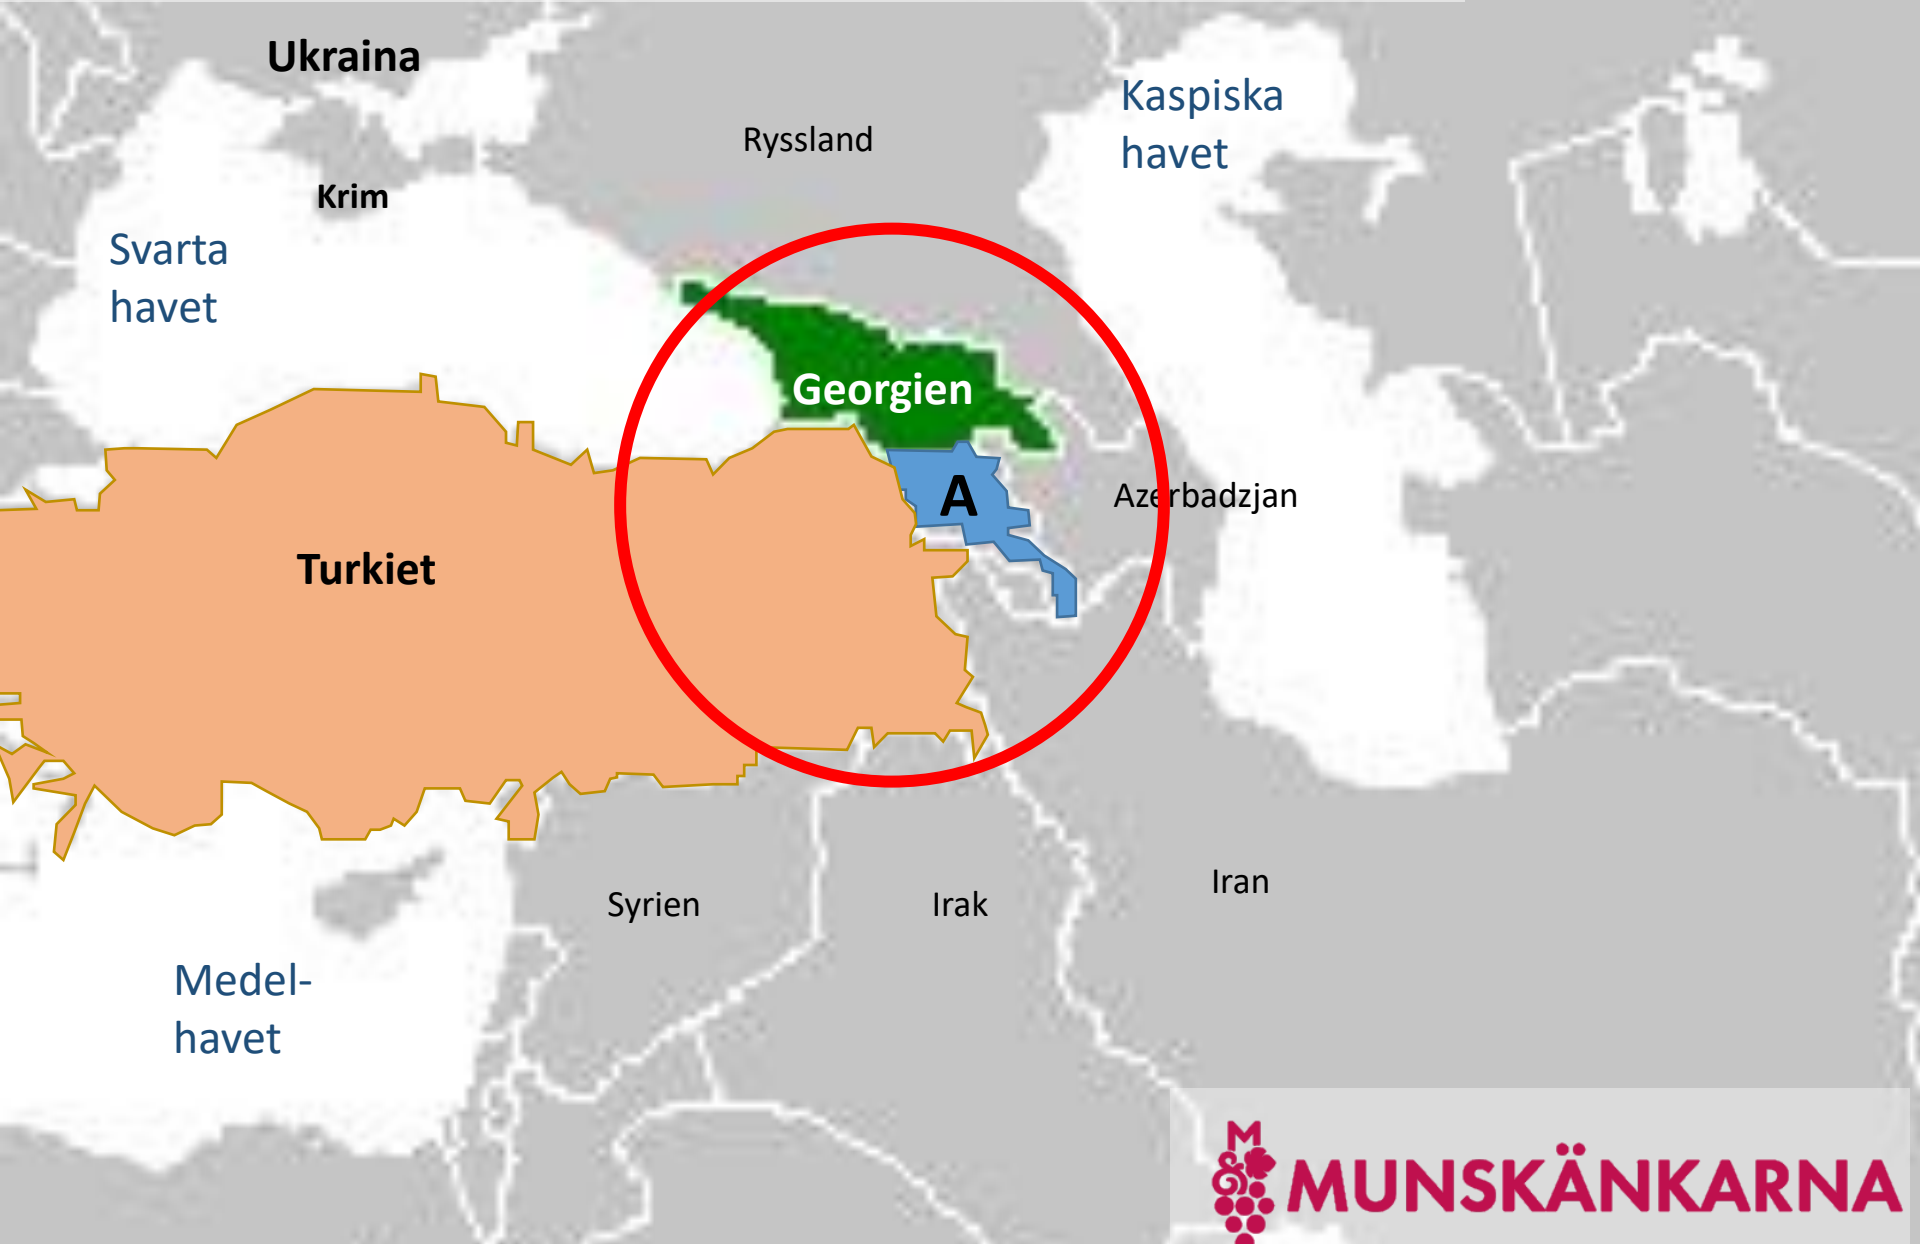 Ukraina
Kaspiska
havet
Ryssland
Krim
Svarta
havet
Georgien
A
Azerbadzjan
Turkiet
Iran
Syrien
Irak
Medel-
havet
M
&
MUNSKÄNKARNA